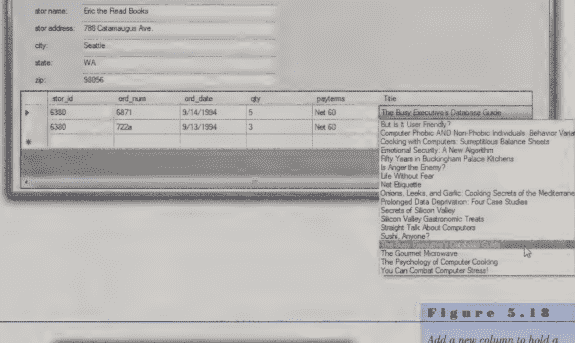 stor name: Eric the Read Books
stor address: 788 Catamaugus Ave.
city: Seattle
state: WA
zip: 98056
stor_id ord_num ord_date qty payterms Title
6380 6871 9/14/1994 5 Net 60 The Busy Executive's Database Guide
6380 722a 9/13/1994 3 Net 60
But Is It User Friendly?
Computer Phobic AND Non-Phobic Individuals: Behavior Varia
Cooking with Computers: Surreptitious Balance Sheets
Emotional Security: A New Algorithm
Fifty Years in Buckingham Palace Kitchens
Is Anger the Enemy?
Life Without Fear
Net Etiquette
Onions, Leeks, and Garlic: Cooking Secrets of the Mediterrane
Prolonged Data Deprivation: Four Case Studies
Secrets of Silicon Valley
Silicon Valley Gastronomic Treats
Straight Talk About Computers
Sushi, Anyone?
The Busy Executive's Database Guide
The Gourmet Microwave
The Psychology of Computer Cooking
You Can Combat Computer Stress!
Figure 5.18
Add a new column to hold a